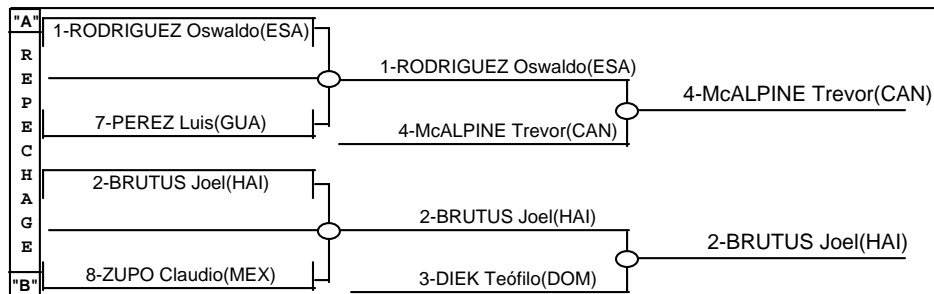 "A"
REPECHAGE
"B"
1-RODRIGUEZ Oswaldo(ESA)
7-PEREZ Luis(GUA)
1-RODRIGUEZ Oswaldo(ESA)
4-McALPINE Trevor(CAN)
4-McALPINE Trevor(CAN)
2-BRUTUS Joel(HAI)
8-ZUPO Claudio(MEX)
2-BRUTUS Joel(HAI)
3-DIEK Teófilo(DOM)
2-BRUTUS Joel(HAI)